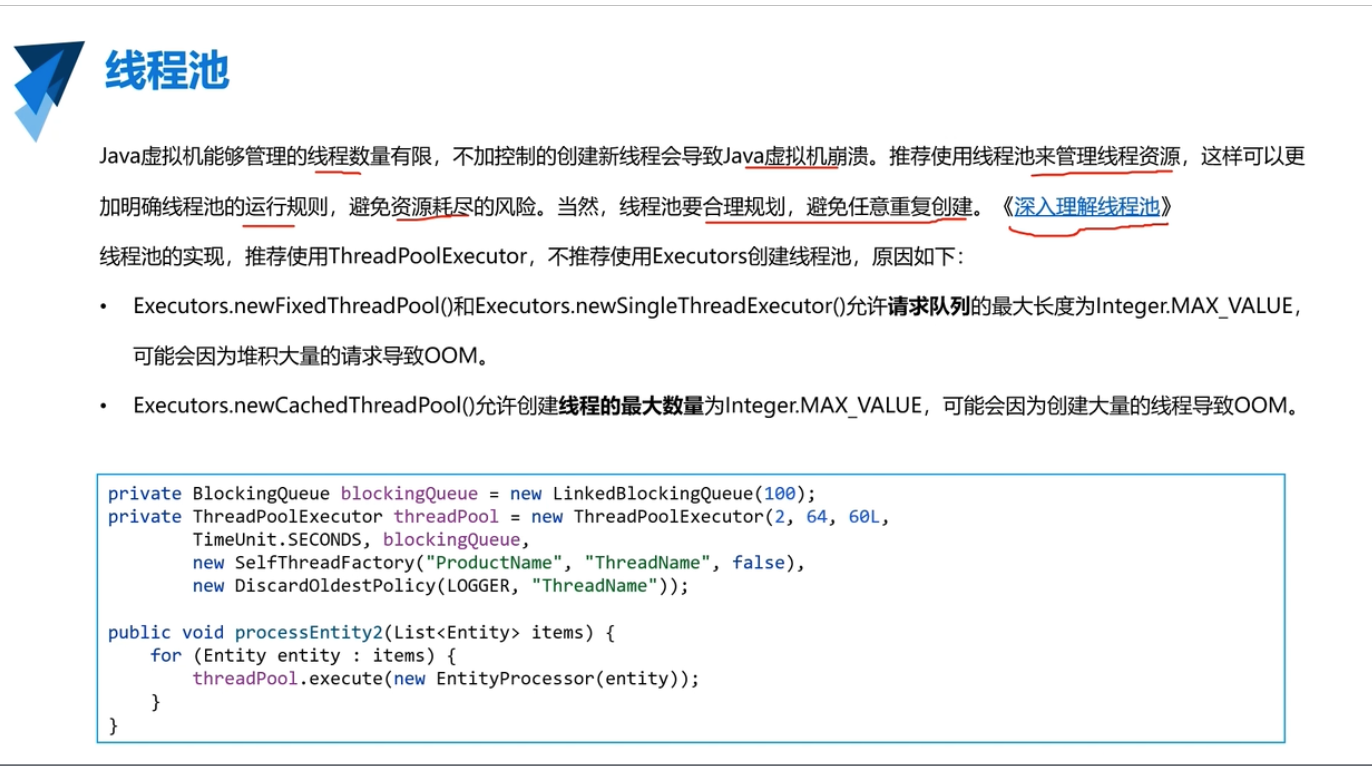 线程池
Java虚拟机能够管理的线程数量有限，不加控制的创建新线程会导致Java虚拟机崩溃。推荐使用线程池来管理线程资源，这样可以更
加明确线程池的运行规则，避免资源耗尽的风险。当然，线程池要合理规划，避免任意重复创建。《深入理解线程池》
线程池的实现，推荐使用ThreadPoolExecutor，不推荐使用Executors创建线程池，原因如下：
• Executors.newFixedThreadPool()和Executors.newSingleThreadExecutor()允许请求队列的最大长度为Integer.MAX_VALUE，
可能会因为堆积大量的请求导致OOM。
• Executors.newCachedThreadPool()允许创建线程的最大数量为Integer.MAX_VALUE，可能会因为创建大量的线程导致OOM。
private BlockingQueue blockingQueue = new LinkedBlockingQueue(100);
private ThreadPoolExecutor threadPool = new ThreadPoolExecutor(2, 64, 60L,
        TimeUnit.SECONDS, blockingQueue,
        new SelfThreadFactory("ProductName", "ThreadName", false),
        new DiscardOldestPolicy(LOGGER, "ThreadName"));
public void processEntity2(List<Entity> items) {
    for (Entity entity : items) {
        threadPool.execute(new EntityProcessor(entity));
    }
}